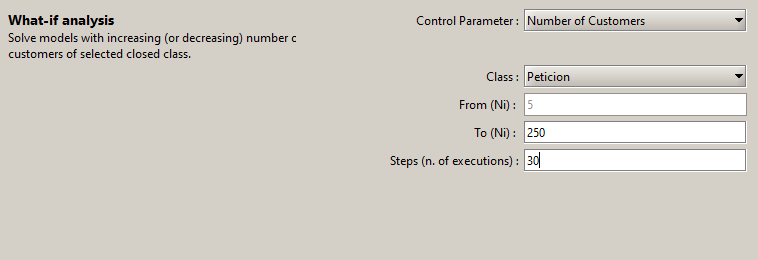 What-if analysis
Solve models with increasing (or decreasing) number c
customers of selected closed class.
Control Parameter : Number of Customers
Class : Peticion
From (Ni) : 5
To (Ni) : 250
Steps (n. of executions) : 30